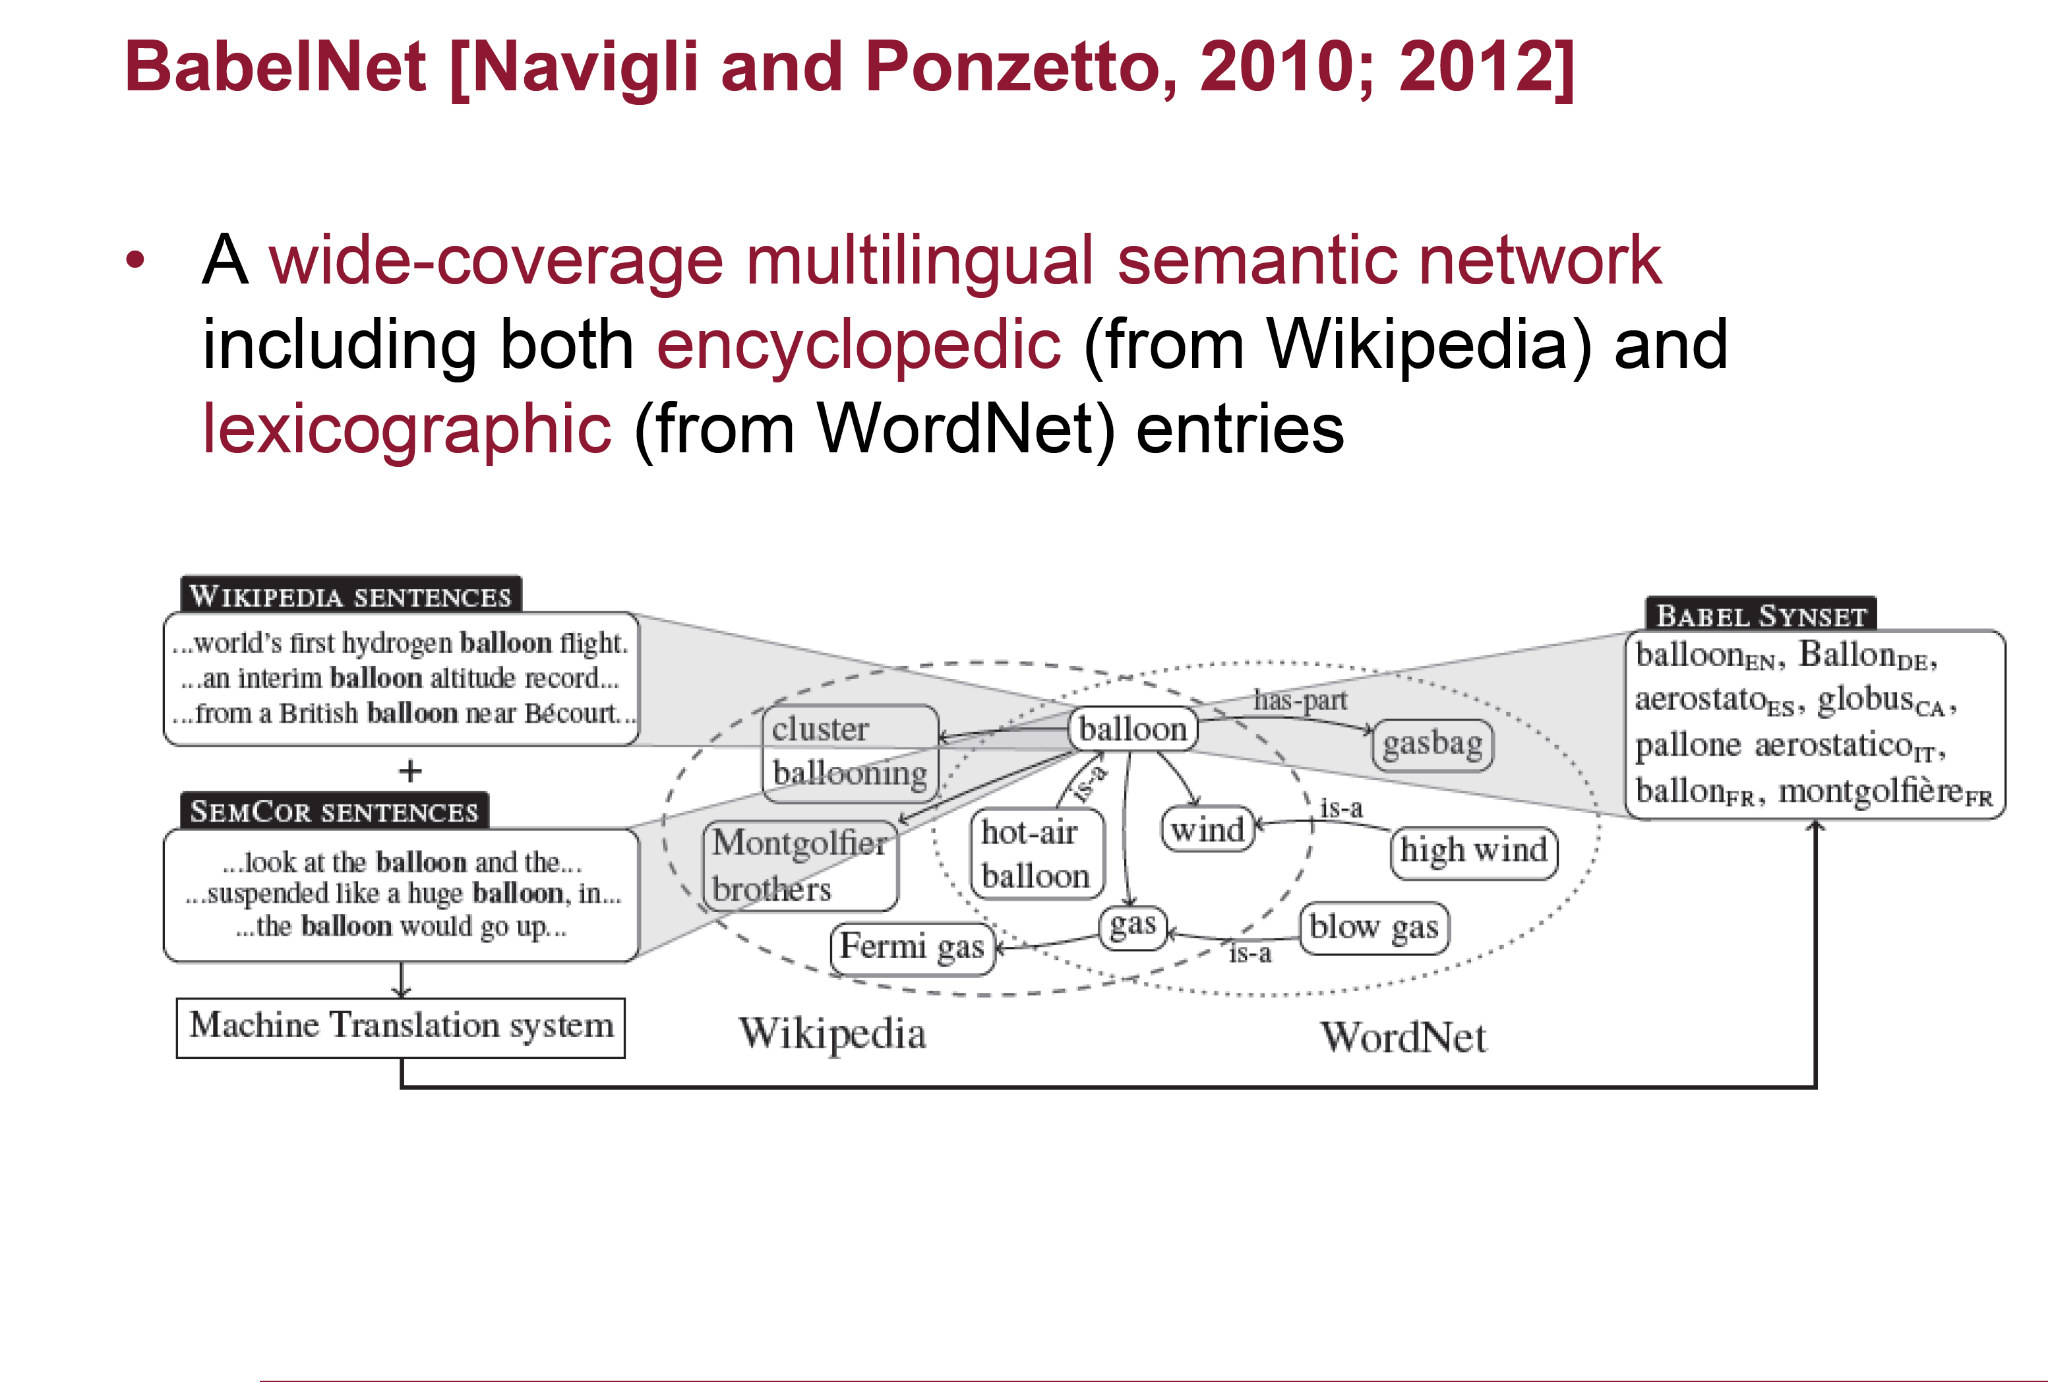 BabelNet [Navigli and Ponzetto, 2010; 2012]
• A wide-coverage multilingual semantic network
including both encyclopedic (from Wikipedia) and
lexicographic (from WordNet) entries
WIKIPEDIA SENTENCES
...world's first hydrogen balloon flight.
...an interim balloon altitude record...
...from a British balloon near Bécourt...
+
SEMCOR SENTENCES
...look at the balloon and the...
...suspended like a huge balloon, in...
...the balloon would go up...
Machine Translation system
cluster
ballooning
Montgolfier
brothers
Fermi gas
balloon
is-a
hot-air
balloon
gas
wind
has-part
gasbag
is-a
high wind
is-a
blow gas
Wikipedia
WordNet
BABEL SYNSET
balloonEN, BallonDE,
aerostatoES, globusCA,
pallone aerostaticoIT,
ballonFR, montgolfièreFR